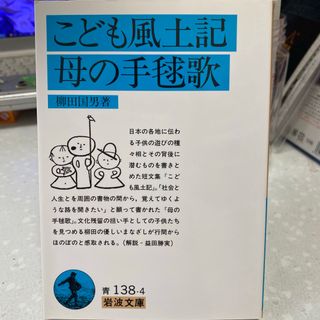 こども風土記
母の手毬歌
柳田国男著
日本の各地に伝わ
る子供の遊びの種
々相とその背後に
潜むものを書きと
めた短文集「こど
も風土記」。「社会と
人生とを周囲の書物の間から,覚えてゆくよ
うな路を開きたい」と願って書かれた「母の
手毬歌」。文化残留の担い手としての子供たち
を見つめる柳田の優しいまなざしが行間から
ほのぼのと感取される。(解説・益田勝実)
青 138-4
岩波文庫